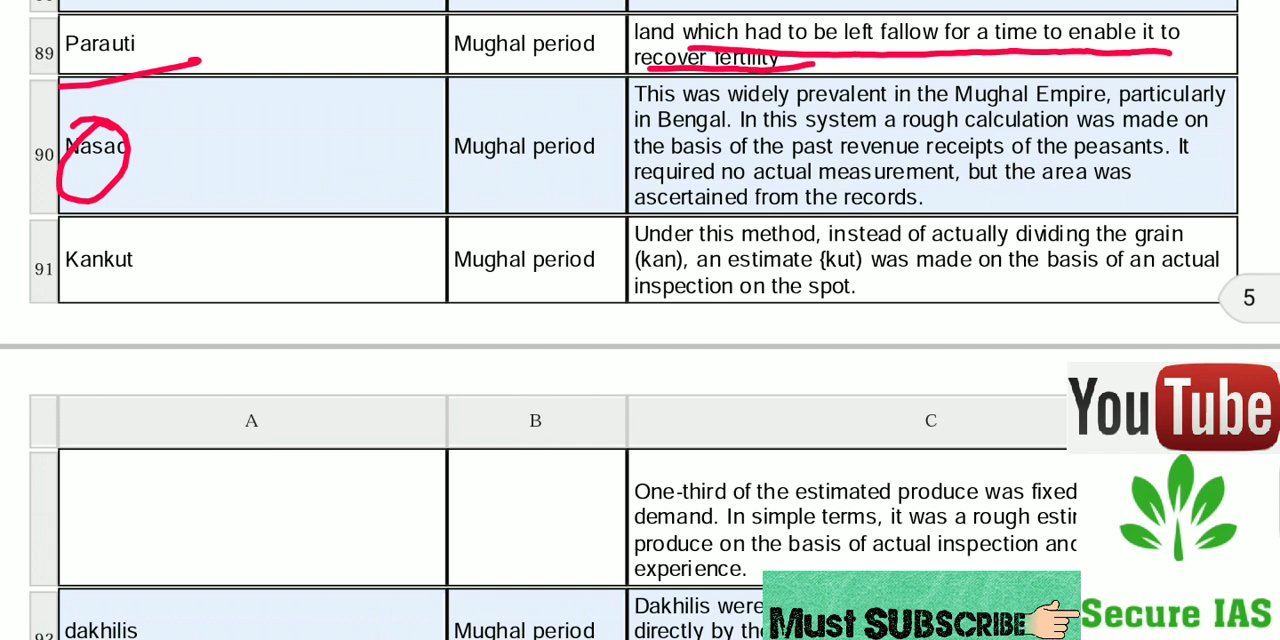 89 Parauti Mughal period land which had to be left fallow for a time to enable it to
recover fertility
90 Nasaq Mughal period This was widely prevalent in the Mughal Empire, particularly
in Bengal. In this system a rough calculation was made on
the basis of the past revenue receipts of the peasants. It
required no actual measurement, but the area was
ascertained from the records.
91 Kankut Mughal period Under this method, instead of actually dividing the grain
(kan), an estimate {kut) was made on the basis of an actual
inspection on the spot.
5
A B C
YouTube
One-third of the estimated produce was fixed
demand. In simple terms, it was a rough
produce on the basis of actual inspection
experience.
dakhilis Mughal period Dakhilis were
directly by
Must SUBSCRIBE
Secure IAS